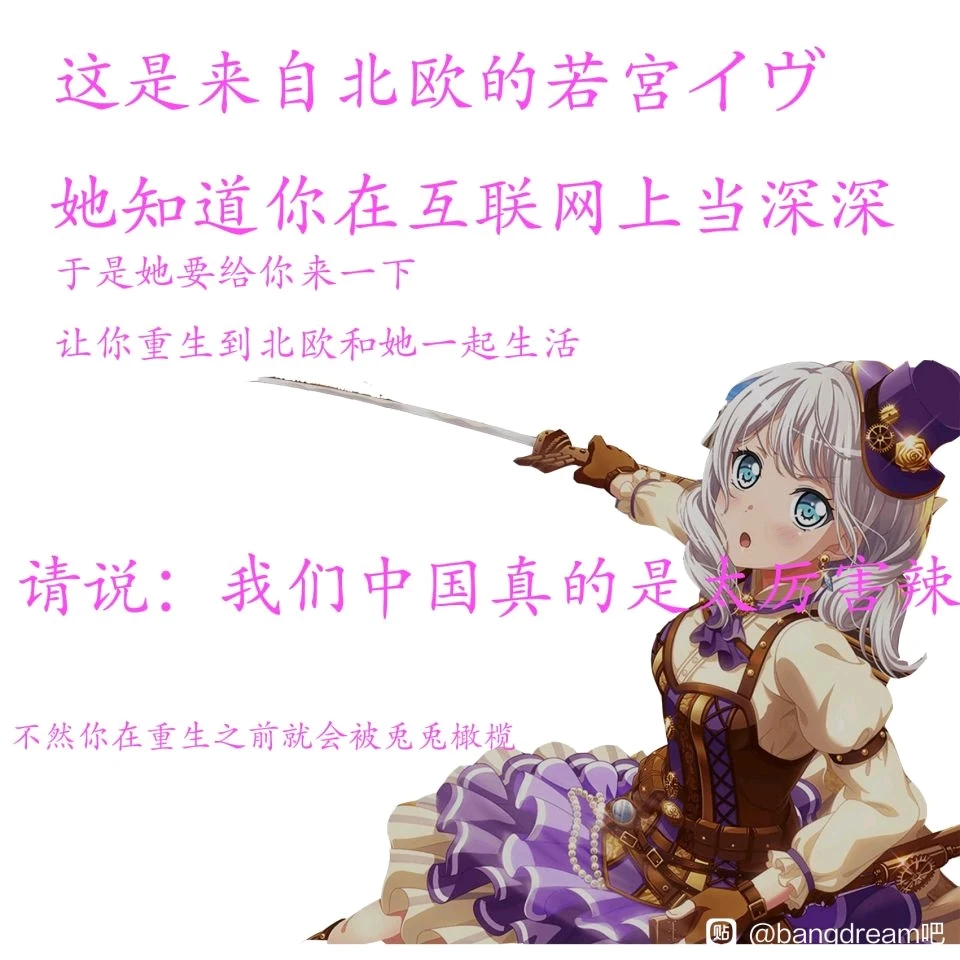 这是来自北欧的若宮イヴ
她知道你在互联网上当深深
于是她要给你来一下
让你重生到北欧和她一起生活
请说：我们中国真的是太厉害辣
不然你在重生之前就会被兎兎橄榄
贴 @bangdream吧